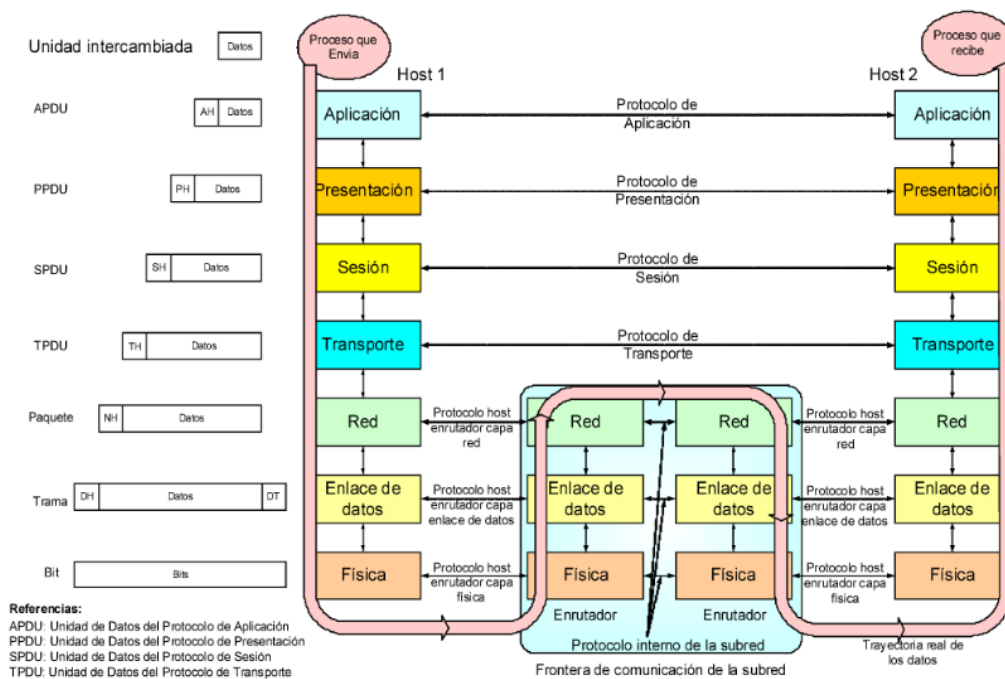 Unidad intercambiada
Datos
Proceso que
Envia
Proceso que
recibe
Host 1
Host 2
APDU
AH
Datos
Aplicación
Protocolo de
Aplicación
Aplicación
PPDU
PH
Datos
Presentación
Protocolo de
Presentación
Presentación
SPDU
SH
Datos
Sesión
Protocolo de
Sesión
Sesión
TPDU
TH
Datos
Transporte
Protocolo de
Transporte
Transporte
Paquete
NH
Datos
Red
Protocolo host
enrutador capa
red
Red
Red
Protocolo host
enrutador capa
red
Red
Trama
DH
Datos
DT
Enlace de
datos
Protocolo host
enrutador capa
enlace de datos
Enlace de
datos
Enlace de
datos
Protocolo host
enrutador capa
enlace de datos
Enlace de
datos
Bit
Bits
Física
Protocolo host
enrutador capa
física
Física
Física
Protocolo host
enrutador capa
física
Física
Enrutador
Enrutador
Protocolo interno de la subred
Frontera de comunicación de la subred
Trayectoria real de
los datos
Referencias:
APDU: Unidad de Datos del Protocolo de Aplicación
PPDU: Unidad de Datos del Protocolo de Presentación
SPDU: Unidad de Datos del Protocolo de Sesión
TPDU: Unidad de Datos del Protocolo de Transporte